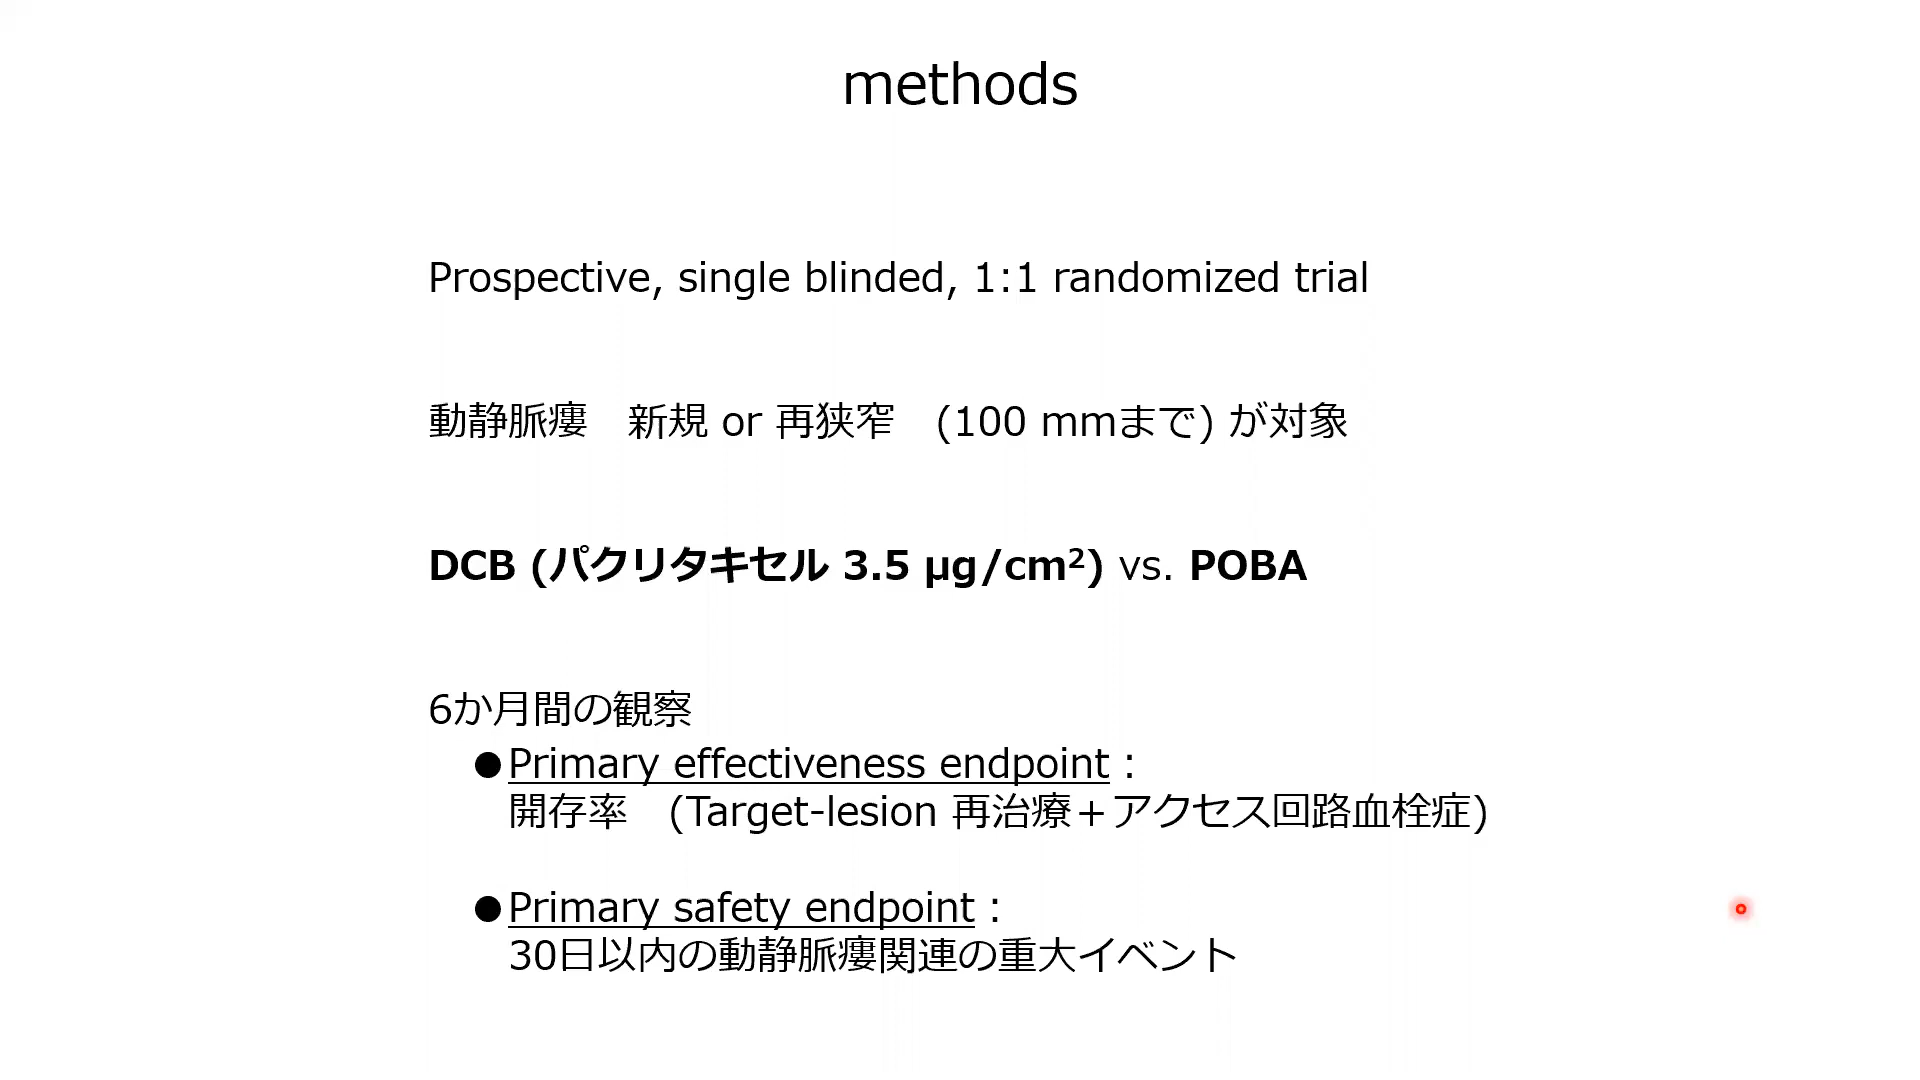 methods
Prospective, single blinded, 1:1 randomized trial
動静脈瘻　新規 or 再狭窄　(100 mmまで) が対象
DCB (パクリタキセル 3.5 μg/cm²) vs. POBA
6か月間の観察
●Primary effectiveness endpoint：
開存率　(Target-lesion 再治療＋アクセス回路血栓症)
●Primary safety endpoint：
30日以内の動静脈瘻関連の重大イベント